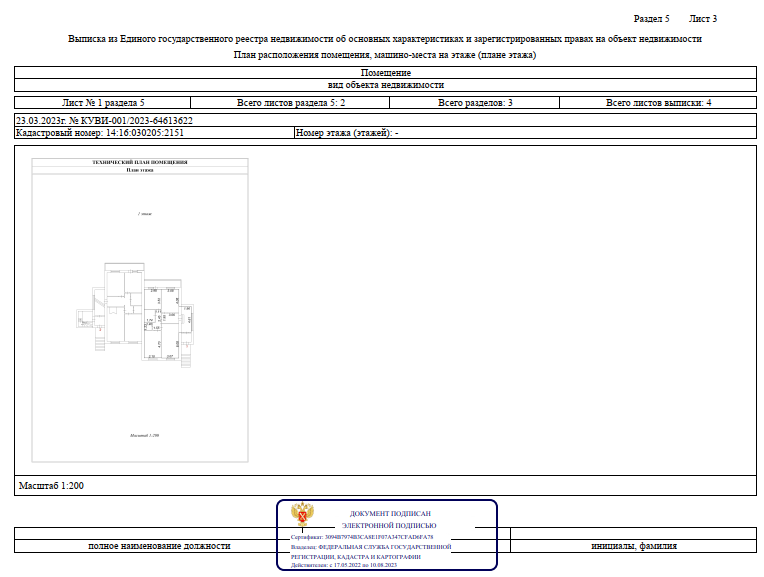 Раздел 5 Лист 3
Выписка из Единого государственного реестра недвижимости об основных характеристиках и зарегистрированных правах на объект недвижимости
План расположения помещения, машино-места на этаже (плане этажа)
Помещение
вид объекта недвижимости
Лист № 1 раздела 5 Всего листов раздела 5: 2 Всего разделов: 3 Всего листов выписки: 4
23.03.2023г. № КУВИ-001/2023-64613622
Кадастровый номер: 14:16:030205:2151 Номер этажа (этажей): -
ТЕХНИЧЕСКИЙ ПЛАН ПОМЕЩЕНИЯ
План этажа
1 этаж
Масштаб 1:200
Масштаб 1:200
ДОКУМЕНТ ПОДПИСАН
ЭЛЕКТРОННОЙ ПОДПИСЬЮ
Сертификат: 3094B7974B3CA8E1F07A347CFAD6FA78
Владелец: ФЕДЕРАЛЬНАЯ СЛУЖБА ГОСУДАРСТВЕННОЙ
РЕГИСТРАЦИИ, КАДАСТРА И КАРТОГРАФИИ
Действителен: с 17.05.2022 по 10.08.2023
полное наименование должности инициалы, фамилия